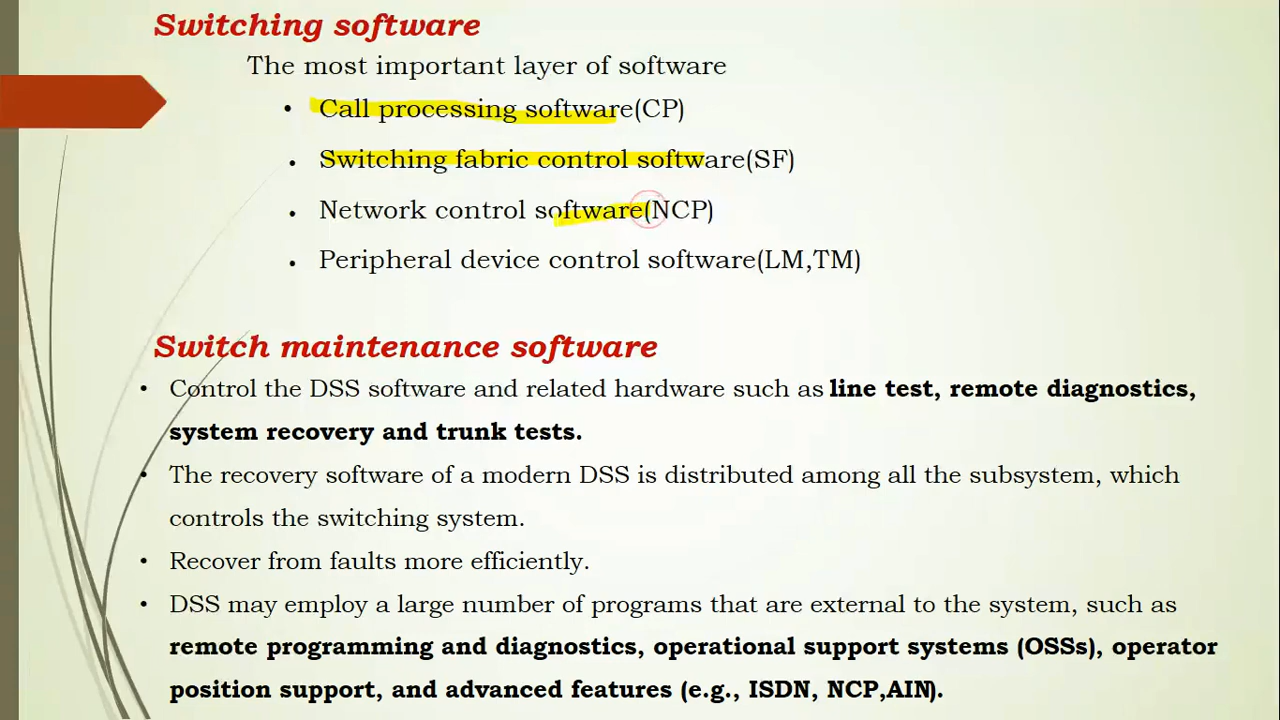 Switching software
The most important layer of software
• Call processing software(CP)
• Switching fabric control software(SF)
• Network control software(NCP)
• Peripheral device control software(LM,TM)
Switch maintenance software
• Control the DSS software and related hardware such as line test, remote diagnostics,
system recovery and trunk tests.
• The recovery software of a modern DSS is distributed among all the subsystem, which
controls the switching system.
• Recover from faults more efficiently.
• DSS may employ a large number of programs that are external to the system, such as
remote programming and diagnostics, operational support systems (OSSs), operator
position support, and advanced features (e.g., ISDN, NCP,AIN).